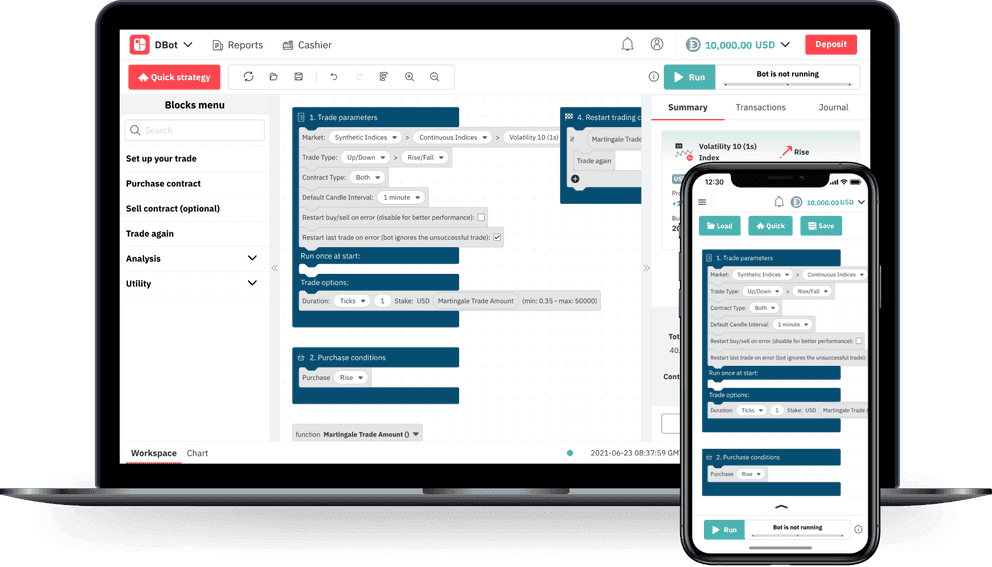 DBot Reports Cashier 10,000.00 USD Deposit
Quick strategy Run Bot is not running
Blocks menu
Search
Set up your trade
Purchase contract
Sell contract (optional)
Trade again
Analysis
Utility
1. Trade parameters
Market: Synthetic Indices > Continuous Indices > Volatility 10 (1s)
Trade Type: Up/Down > Rise/Fall
Contract Type: Both
Default Candle Interval: 1 minute
Restart buy/sell on error (disable for better performance):
Restart last trade on error (bot ignores the unsuccessful trade):
Run once at start:
Trade options:
Duration: Ticks 1 Stake: USD Martingale Trade Amount (min: 0.35 - max: 50000)
2. Purchase conditions
Purchase Rise
function Martingale Trade Amount ()
4. Restart trading c
if Martingale Trade
Trade again
Summary Transactions Journal
Volatility 10 (1s)
Index
Rise
Workspace Chart
2021-06-23 08:37:59 GMT
12:30
10,000.00 USD
Load Quick Save
1. Trade parameters
Market: Synthetic Indices > Continuous Indices
Trade Type: Up/Down > Rise/Fall
Contract Type: Both
Default Candle Interval: 1 minute
Restart buy/sell on error (disable for better performance):
Restart last trade on error (bot ignores the unsuccessful trade):
Run once at start:
Trade options:
Duration: Ticks 1 Stake: USD Martingale Trade A
2. Purchase conditions
Purchase Rise
Run Bot is not running